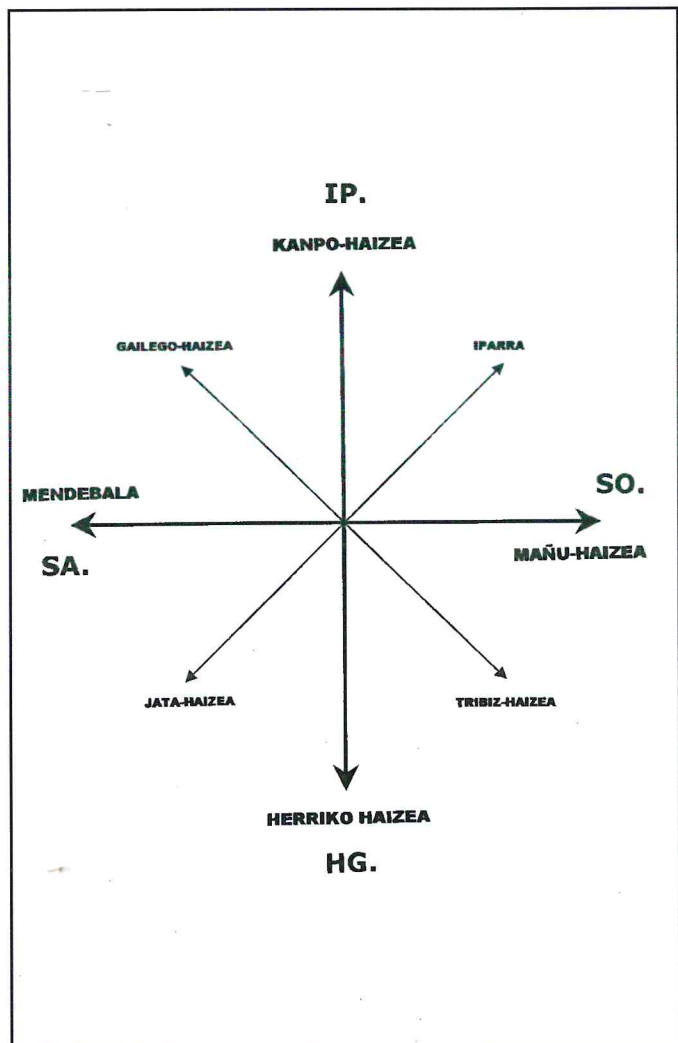 IP.
KANPO-HAIZEA
GAILEGO-HAIZEA
IPARRA
MENDEBALA
SO.
SA.
MAÑU-HAIZEA
JATA-HAIZEA
TRIBIZ-HAIZEA
HERRIKO HAIZEA
HG.